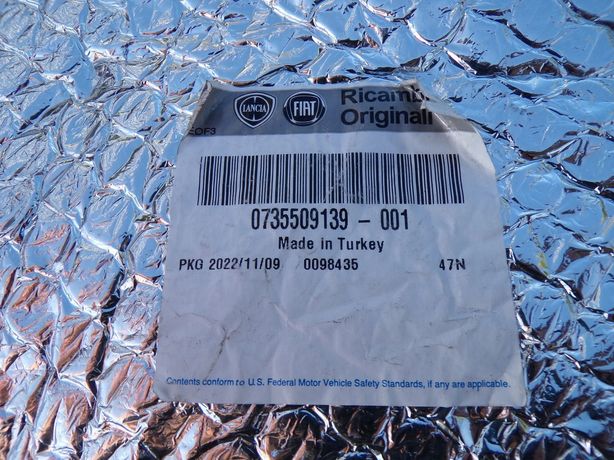 LANCIA FIAT Ricambi
Originali
EOF3
0735509139 - 001
Made in Turkey
PKG 2022/11/09 0098435 47N
Contents conform to U.S. Federal Motor Vehicle Safety Standards, if any are applicable.